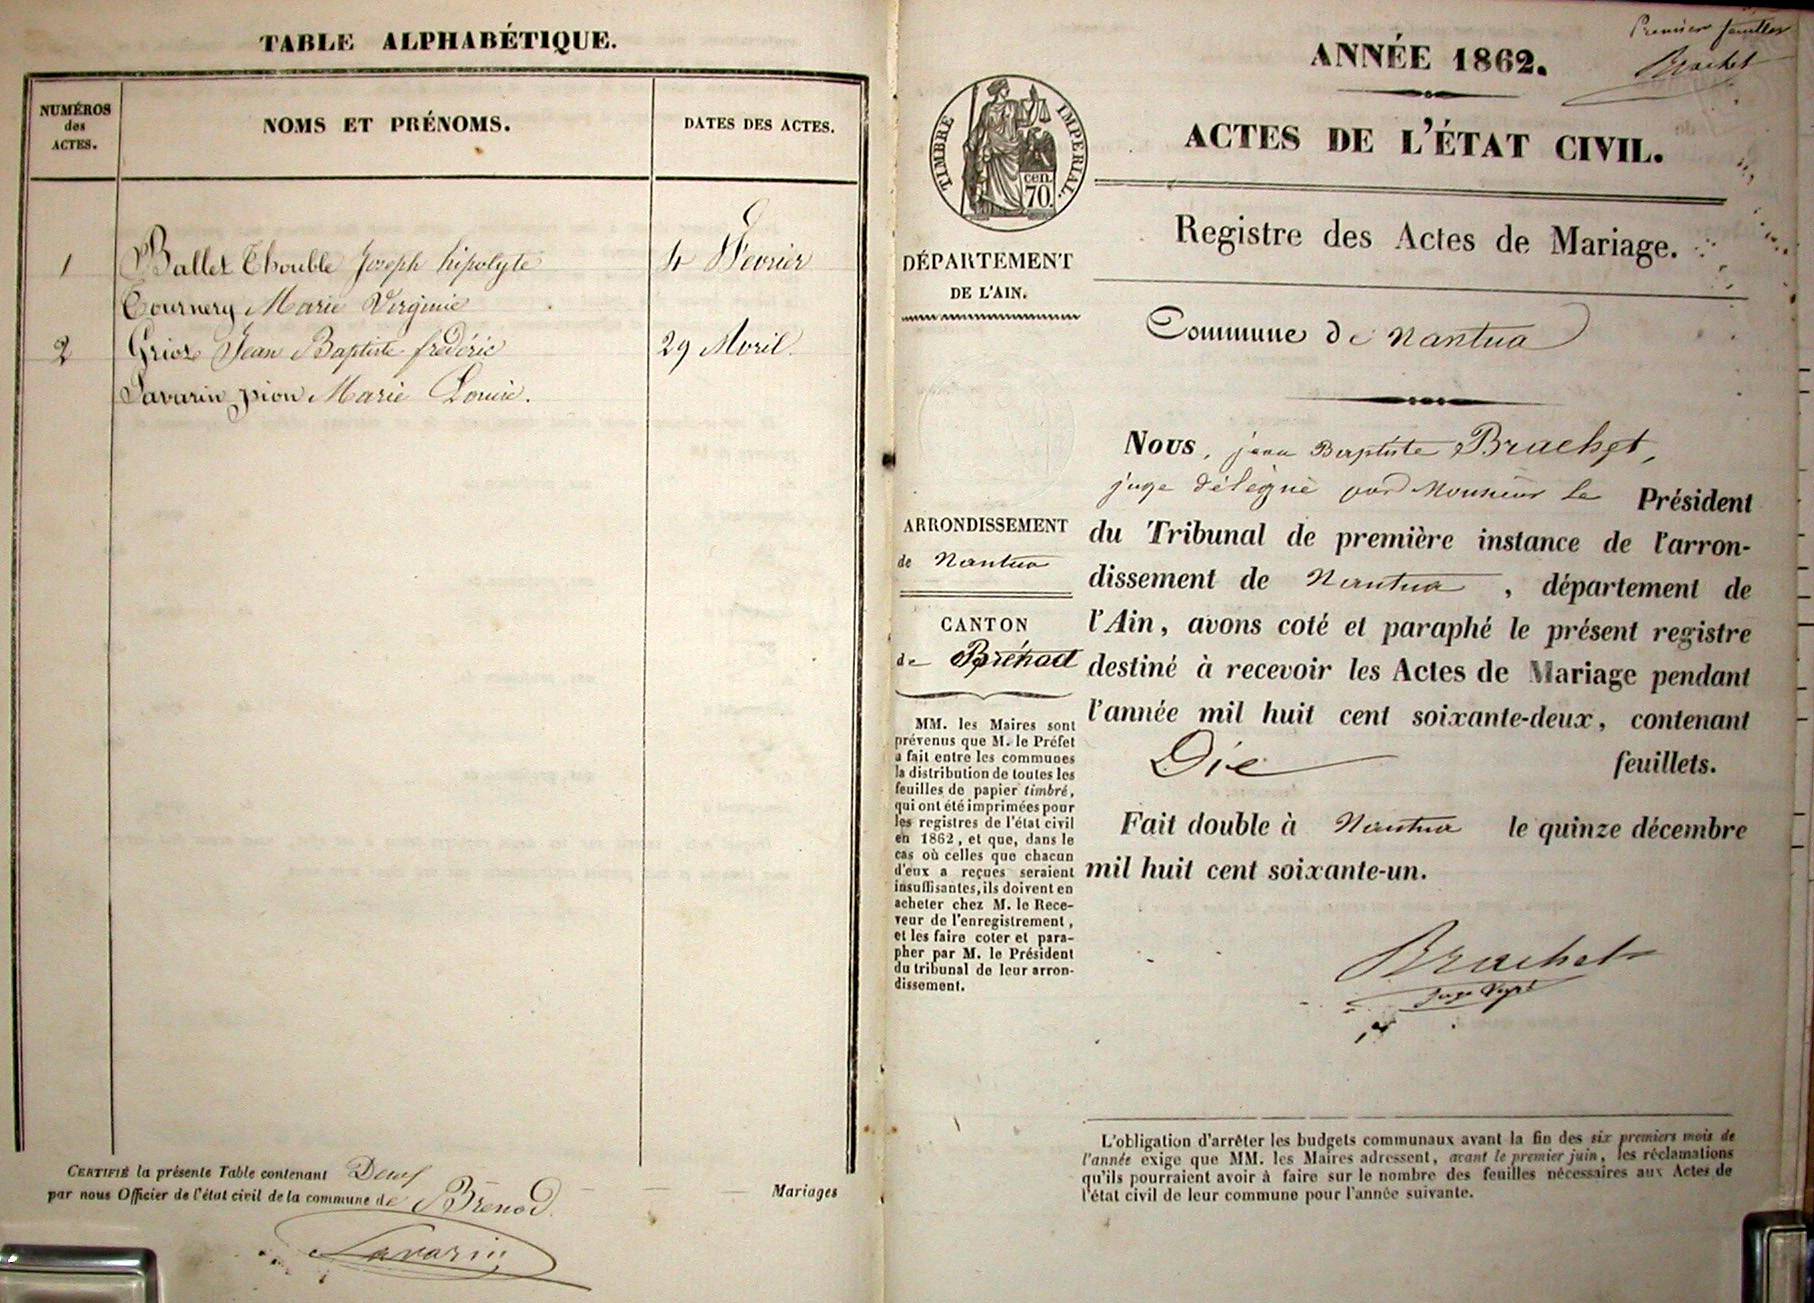 TABLE ALPHABÉTIQUE.
NUMÉROS
des
ACTES.
NOMS ET PRÉNOMS.
DATES DES ACTES.
1 Ballet Thouble Joseph hipolyte 4 Février
Tournery Marie Virginie
2 Grioz Jean Baptiste frédéric 29 Avril
Savarin pion Marie Louise.
CERTIFIÉ la présente Table contenant Deux
Mariages
par nous Officier de l'état civil de la commune de Brenod
Savarin
Premier feuillet
Brachet
ANNÉE 1862.
ACTES DE L'ÉTAT CIVIL.
TIMBRE IMPERIAL.
cen.
70.
DÉPARTEMENT
DE L'AIN.
Registre des Actes de Mariage.
Commune de Nantua
ARRONDISSEMENT
de Nantua
CANTON
de Brénod
MM. les Maires sont
prévenus que M. le Préfet
a fait entre les communes
la distribution de toutes les
feuilles de papier timbré,
qui ont été imprimées pour
les registres de l'état civil
en 1862, et que, dans le
cas où celles que chacun
d'eux a reçues seraient
insuffisantes, ils doivent en
acheter chez M. le Rece-
veur de l'enregistrement,
et les faire coter et para-
pher par M. le Président
du tribunal de leur arron-
dissement.
Nous, jean Baptiste Brachet,
juge délégué par Monsieur le Président
du Tribunal de première instance de l'arron-
dissement de Nantua, département de
l'Ain, avons coté et paraphé le présent registre
destiné à recevoir les Actes de Mariage pendant
l'année mil huit cent soixante-deux, contenant
Dix feuillets.
Fait double à Nantua le quinze décembre
mil huit cent soixante-un.
Brachet
juge
L'obligation d'arrêter les budgets communaux avant la fin des six premiers mois de
l'année exige que MM. les Maires adressent, avant le premier juin, les réclamations
qu'ils pourraient avoir à faire sur le nombre des feuilles nécessaires aux Actes de
l'état civil de leur commune pour l'année suivante.